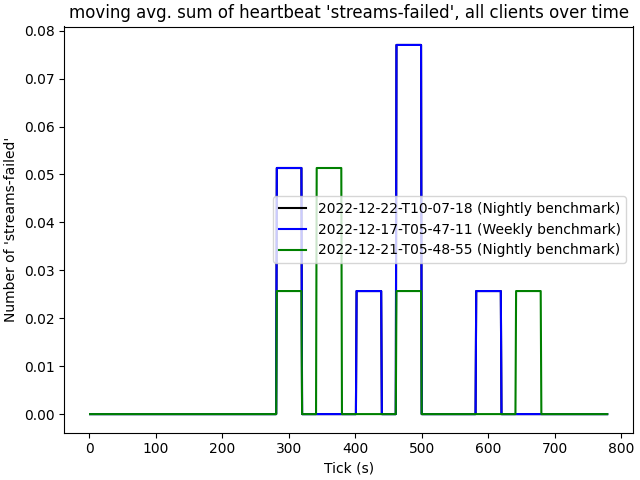 moving avg. sum of heartbeat 'streams-failed', all clients over time
Number of 'streams-failed'
0.08
0.07
0.06
0.05
0.04
0.03
0.02
0.01
0.00
2022-12-22-T10-07-18 (Nightly benchmark)
2022-12-17-T05-47-11 (Weekly benchmark)
2022-12-21-T05-48-55 (Nightly benchmark)
0 100 200 300 400 500 600 700 800
Tick (s)